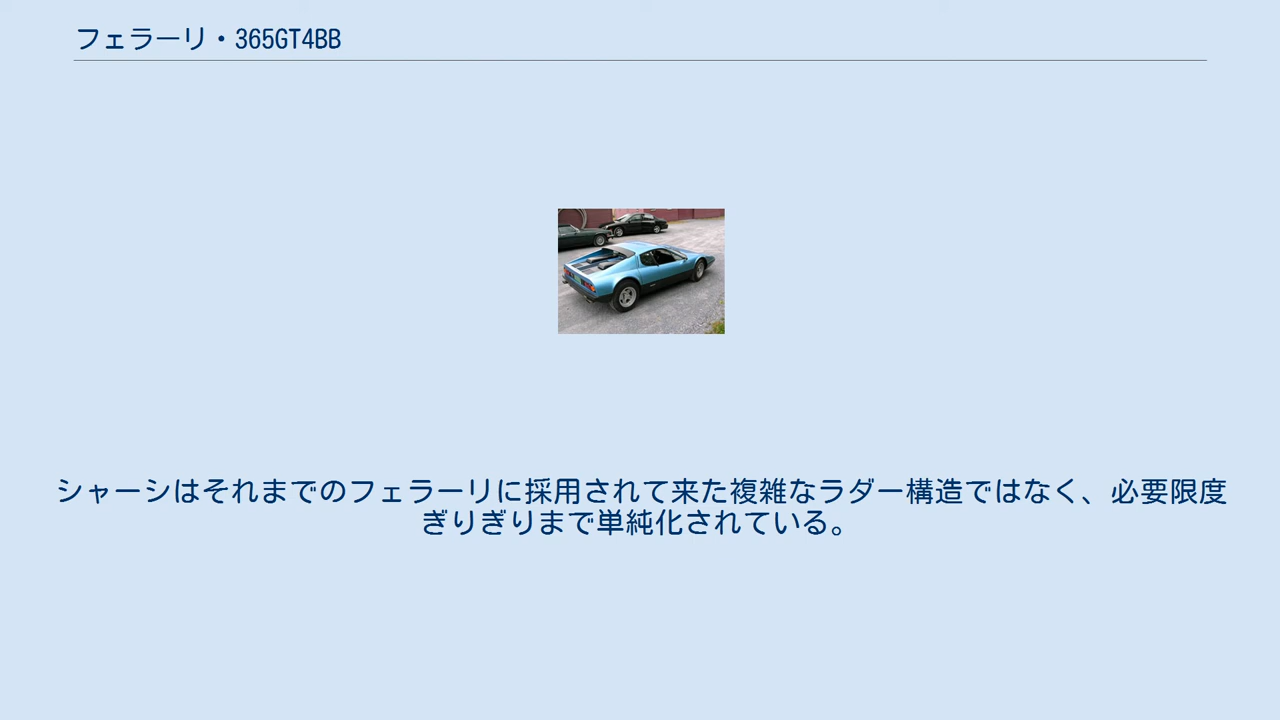 フェラーリ・365GT4BB
シャーシはそれまでのフェラーリに採用されて来た複雑なラダー構造ではなく、必要限度
ぎりぎりまで単純化されている。